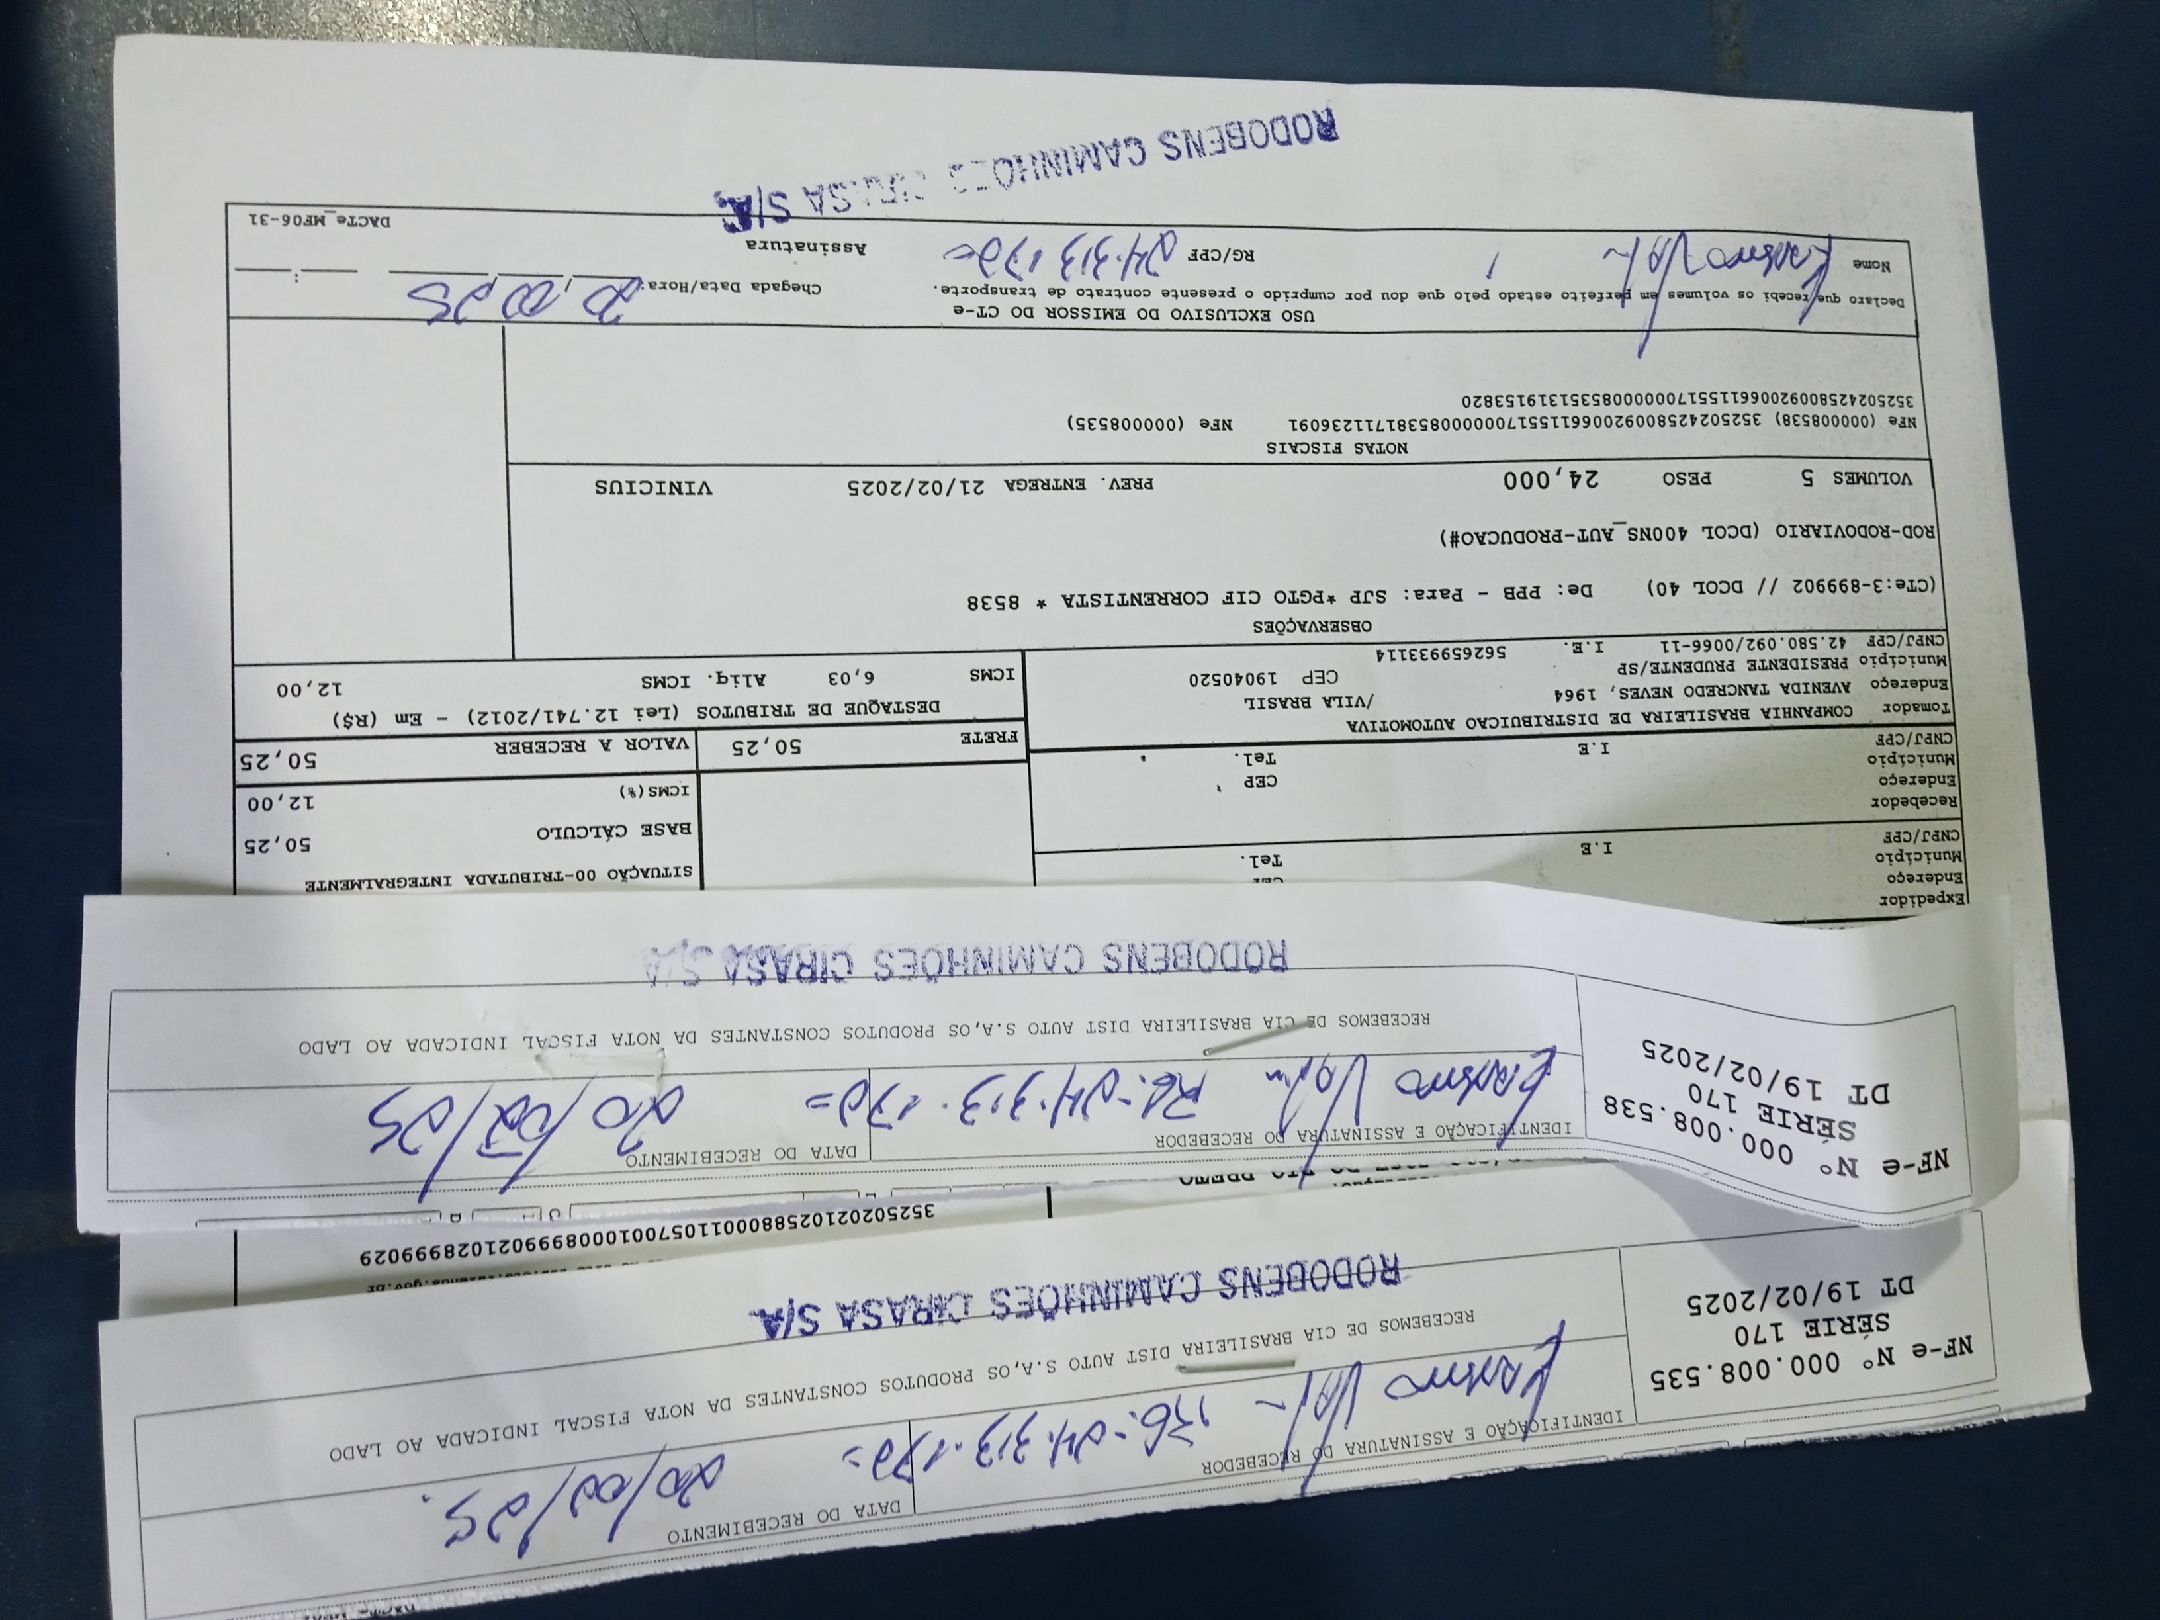 NF-e Nº 000.008.535
SÉRIE 170
DT 19/02/2025
IDENTIFICAÇÃO E ASSINATURA DO RECEBEDOR
DATA DO RECEBIMENTO
20/02/25
RECEBEMOS DE CIA BRASILEIRA DIST AUTO S.A,OS PRODUTOS CONSTANTES DA NOTA FISCAL INDICADA AO LADO
RODOBENS CAMINHÕES CIRASA S/A
35250202102588000110570010008999021028999029
NF-e Nº 000.008.538
SÉRIE 170
DT 19/02/2025
IDENTIFICAÇÃO E ASSINATURA DO RECEBEDOR
DATA DO RECEBIMENTO
20/02/25
RECEBEMOS DE CIA BRASILEIRA DIST AUTO S.A,OS PRODUTOS CONSTANTES DA NOTA FISCAL INDICADA AO LADO
RODOBENS CAMINHÕES CIRASA S/A
Expedidor
Endereço
Município
CNPJ/CPF
Tel.
I.E
Recebedor
Endereço
Município
CNPJ/CPF
CEP
Tel.
I.E
SITUAÇÃO 00-TRIBUTADA INTEGRALMENTE
BASE CÁLCULO 50,25
ICMS(%) 12,00
FRETE 50,25
VALOR A RECEBER 50,25
Tomador COMPANHIA BRASILEIRA DE DISTRIBUICAO AUTOMOTIVA
Endereço AVENIDA TANCREDO NEVES, 1964 /VILA BRASIL
Município PRESIDENTE PRUDENTE/SP CEP 19040520
CNPJ/CPF 42.580.092/0066-11 I.E. 56265993114
DESTAQUE DE TRIBUTOS (Lei 12.741/2012) - Em (R$)
ICMS 6,03 Aliq. ICMS 12,00
OBSERVAÇÕES
(CTe:3-899902 // DCOL 40) De: PPB - Para: SJP *PGTO CIF CORRENTISTA * 8538
ROD-RODOVIARIO (DCOL 400NS_AUT-PRODUCAO#)
VOLUMES 5 PESO 24,000 PREV. ENTREGA 21/02/2025 VINICIUS
NOTAS FISCAIS
NFe (000008538) 35250242580092006611551700000085381711236091 NFe (000008535)
35250242580092006611551700000085351319153820
USO EXCLUSIVO DO EMISSOR DO CT-e
Declaro que recebi os volumes em perfeito estado pelo que dou por cumprido o presente contrato de transporte.
Chegada Data/Hora: 20, 02, 25
Nome
RG/CPF
Assinatura
DACTe_MF06-31
RODOBENS CAMINHÕES CIRASA S/A